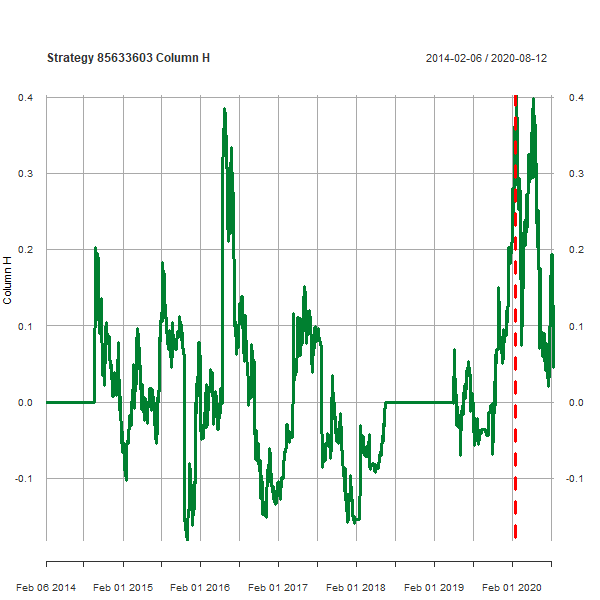 Strategy 85633603 Column H
2014-02-06 / 2020-08-12
0.4
0.4
0.3
0.3
0.2
0.2
0.1
0.1
0.0
0.0
-0.1
-0.1
Column H
Feb 06 2014
Feb 01 2015
Feb 01 2016
Feb 01 2017
Feb 01 2018
Feb 01 2019
Feb 01 2020